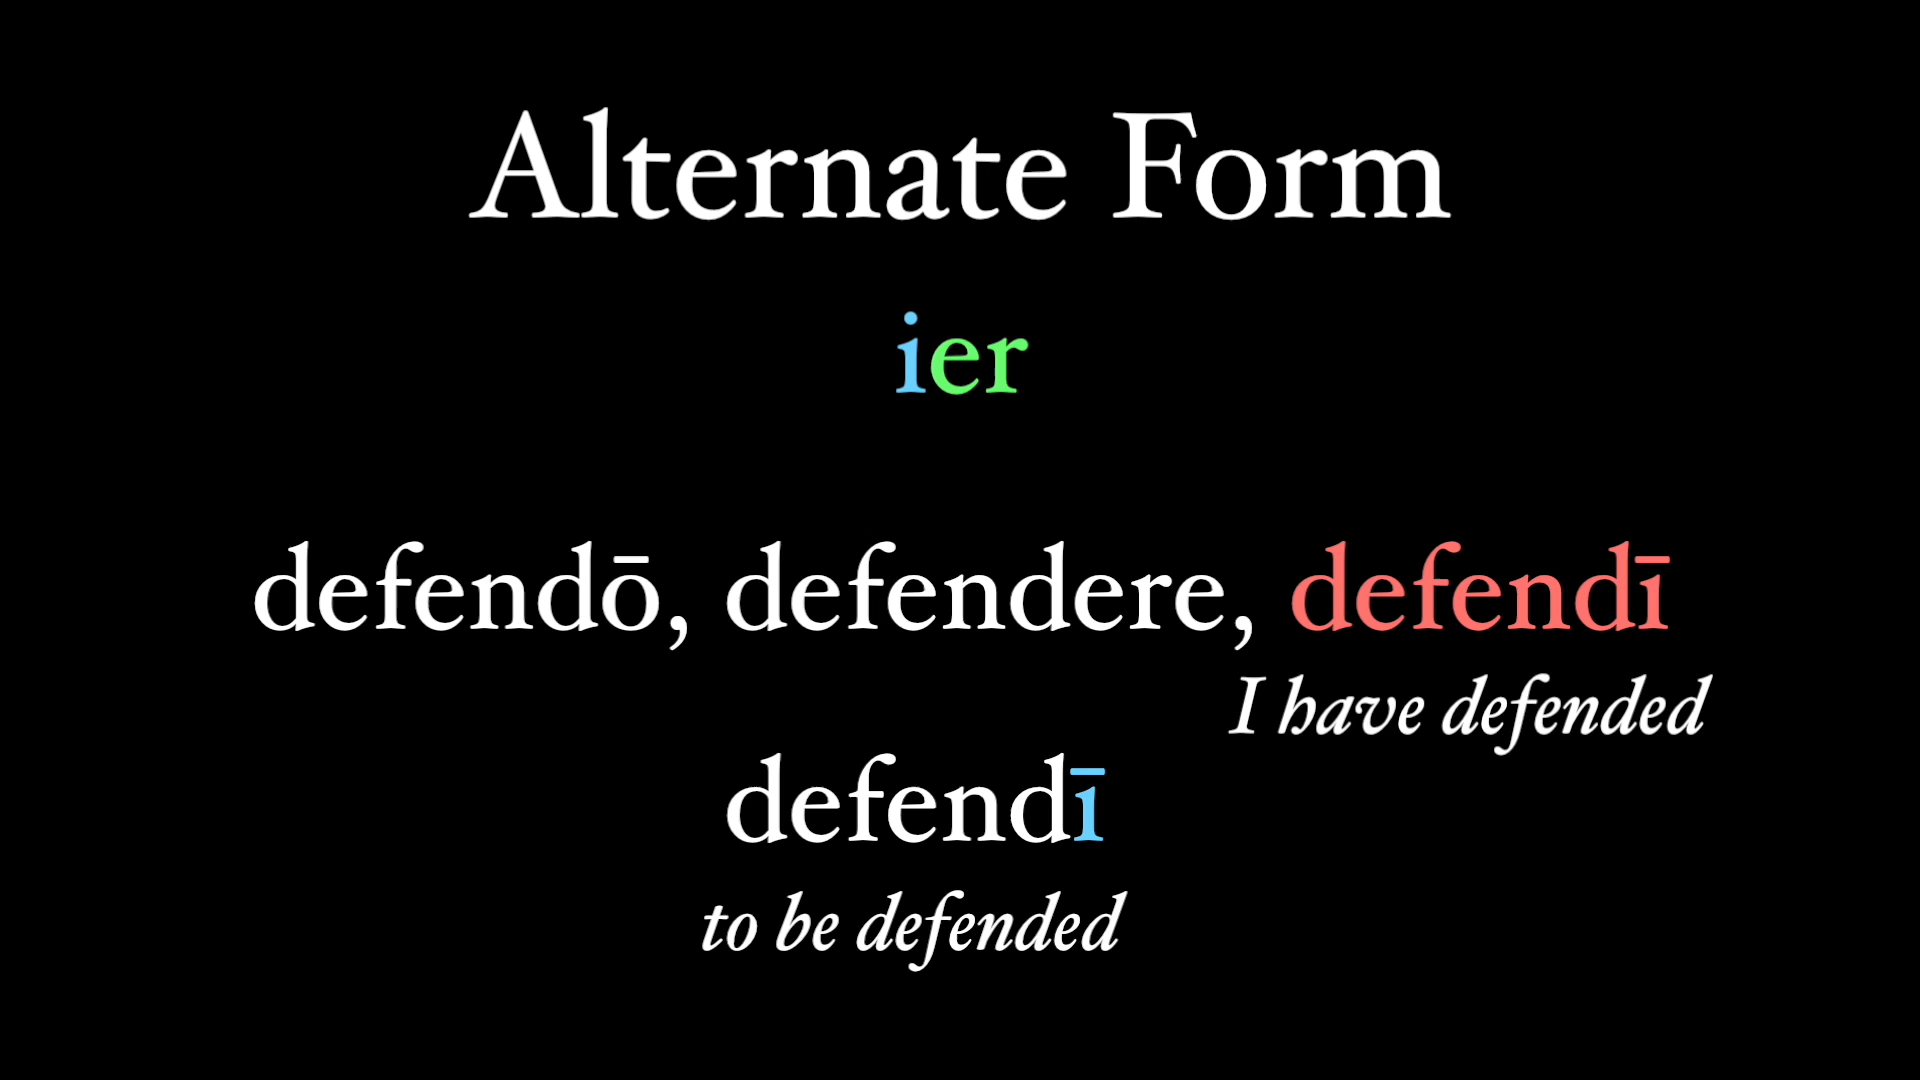 Alternate Form
ier
defendō, defendere, defendī
I have defended
defendī
to be defended